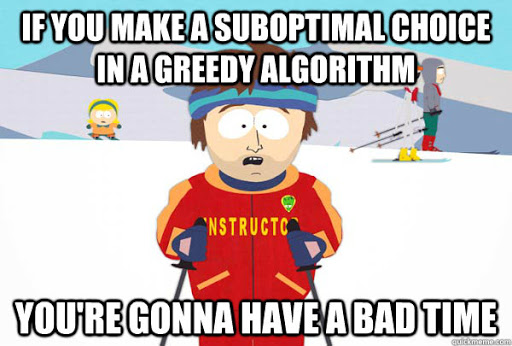 IF YOU MAKE A SUBOPTIMAL CHOICE
IN A GREEDY ALGORITHM
INSTRUCTO
YOU'RE GONNA HAVE A BAD TIME
quickmeme.com